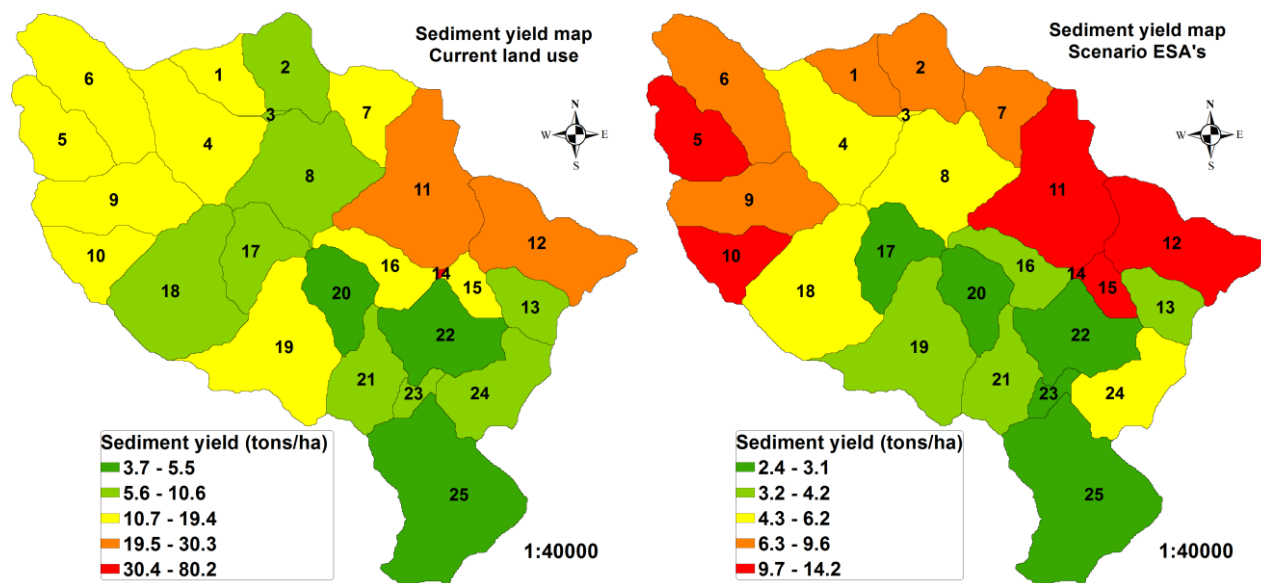 Sediment yield map
Current land use
N
W E
S
1
2
3
4
5
6
7
8
9
10
11
12
13
14
15
16
17
18
19
20
21
22
23
24
25
Sediment yield (tons/ha)
3.7 - 5.5
5.6 - 10.6
10.7 - 19.4
19.5 - 30.3
30.4 - 80.2
1:40000
Sediment yield map
Scenario ESA's
N
W E
S
1
2
3
4
5
6
7
8
9
10
11
12
13
14
15
16
17
18
19
20
21
22
23
24
25
Sediment yield (tons/ha)
2.4 - 3.1
3.2 - 4.2
4.3 - 6.2
6.3 - 9.6
9.7 - 14.2
1:40000